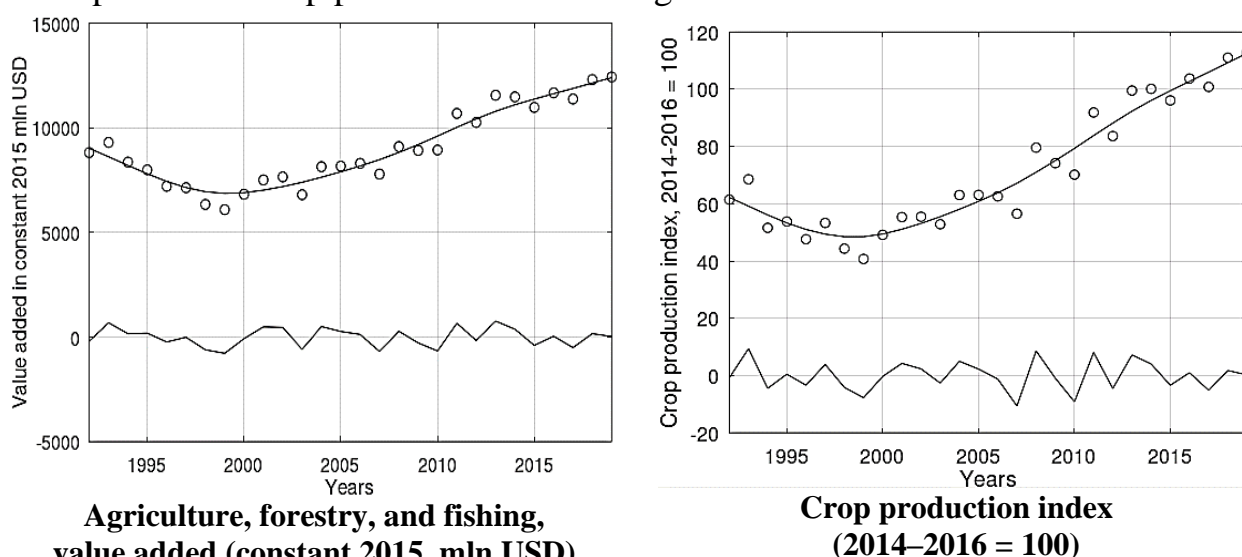 15000
10000
5000
0
-5000
Value added in constant 2015 mln USD
1995 2000 2005 2010 2015
Years
Agriculture, forestry, and fishing,
value added (constant 2015, mln USD)
120
100
80
60
40
20
0
-20
Crop production index, 2014-2016 = 100
1995 2000 2005 2010 2015
Years
Crop production index
(2014–2016 = 100)